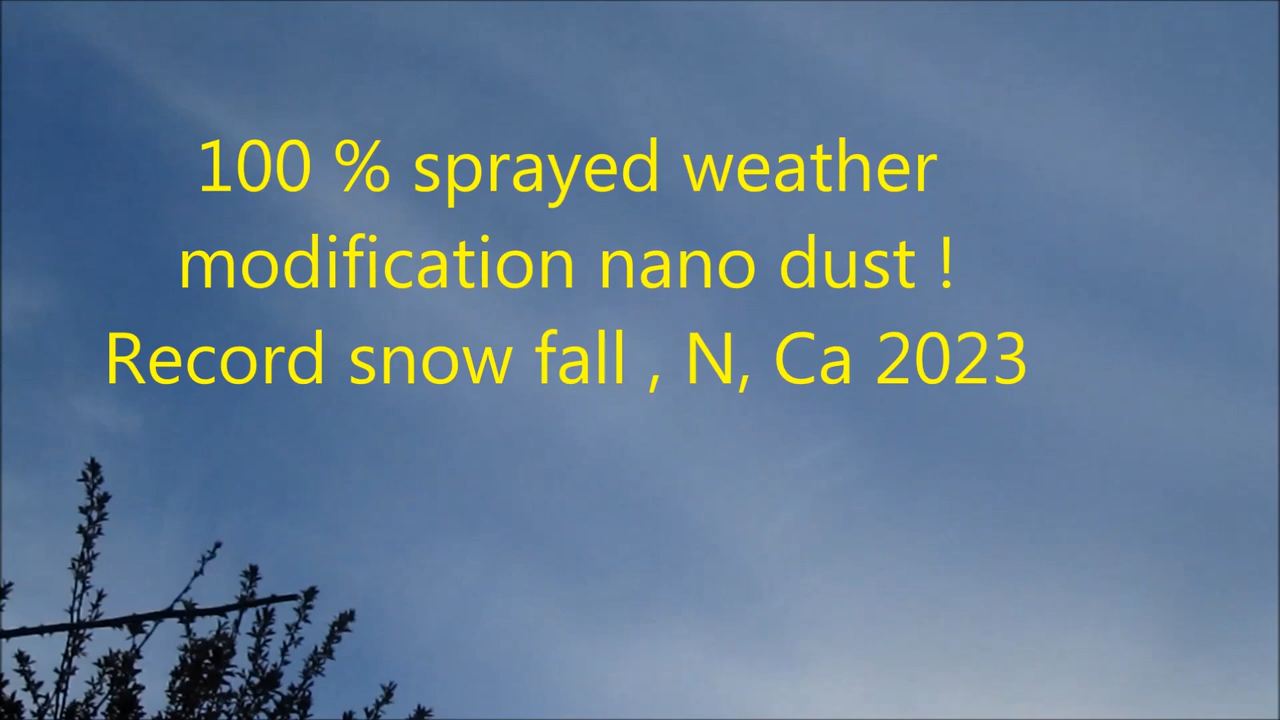 100 % sprayed weather
modification nano dust !
Record snow fall , N, Ca 2023